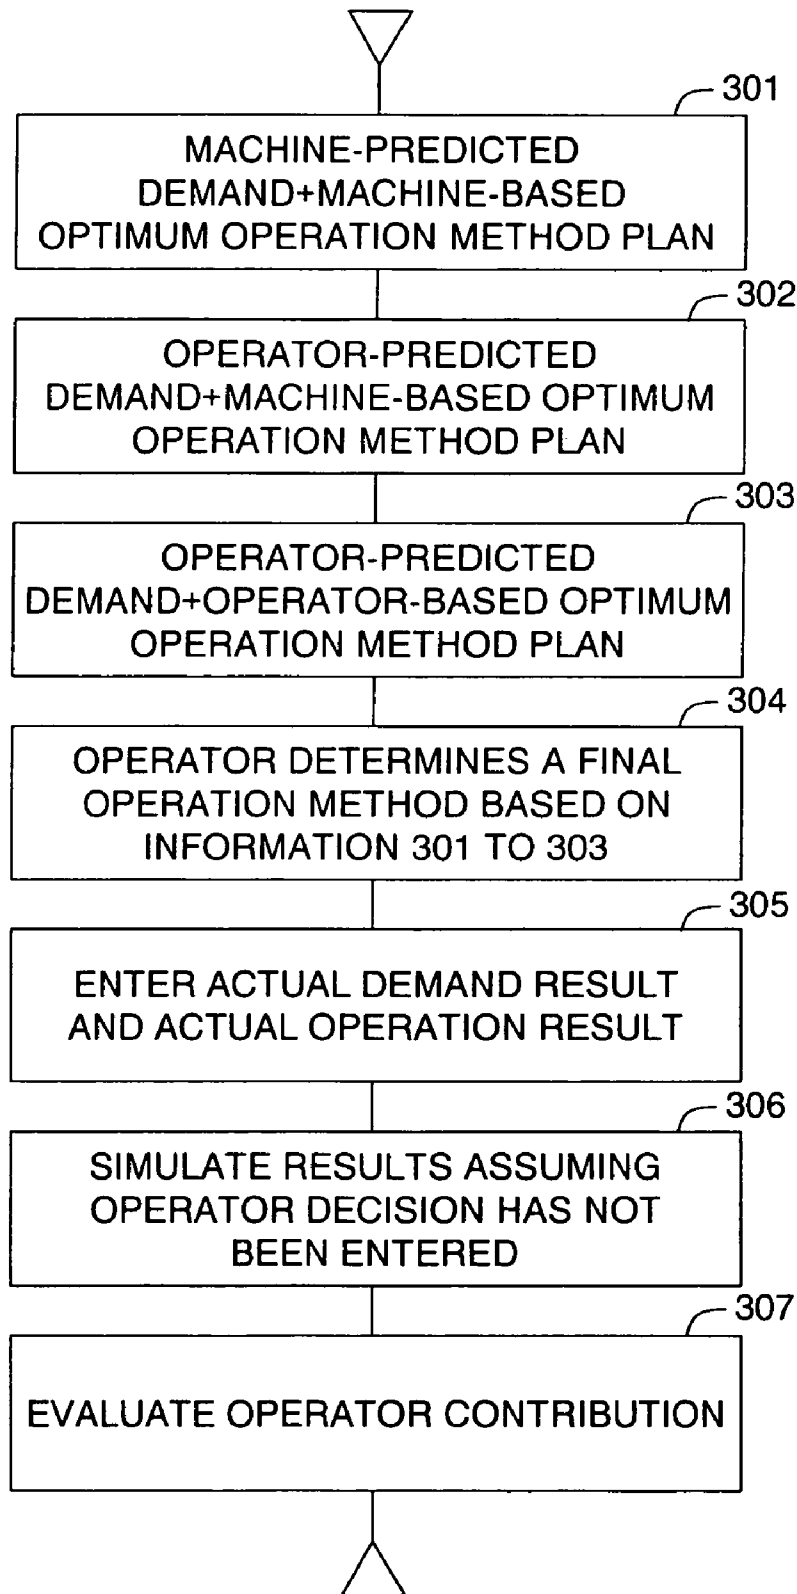 301
MACHINE-PREDICTED
DEMAND+MACHINE-BASED
OPTIMUM OPERATION METHOD PLAN
302
OPERATOR-PREDICTED
DEMAND+MACHINE-BASED OPTIMUM
OPERATION METHOD PLAN
303
OPERATOR-PREDICTED
DEMAND+OPERATOR-BASED OPTIMUM
OPERATION METHOD PLAN
304
OPERATOR DETERMINES A FINAL
OPERATION METHOD BASED ON
INFORMATION 301 TO 303
305
ENTER ACTUAL DEMAND RESULT
AND ACTUAL OPERATION RESULT
306
SIMULATE RESULTS ASSUMING
OPERATOR DECISION HAS NOT
BEEN ENTERED
307
EVALUATE OPERATOR CONTRIBUTION